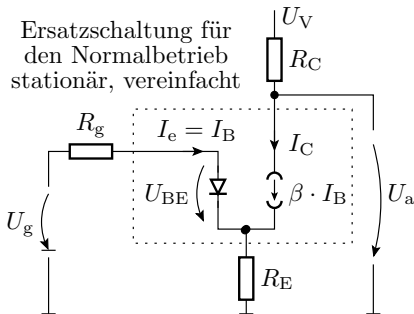 Ersatzschaltung für
den Normalbetrieb
stationär, vereinfacht
U_V
R_C
R_g
I_e = I_B
I_C
U_BE
β · I_B
U_a
U_g
R_E